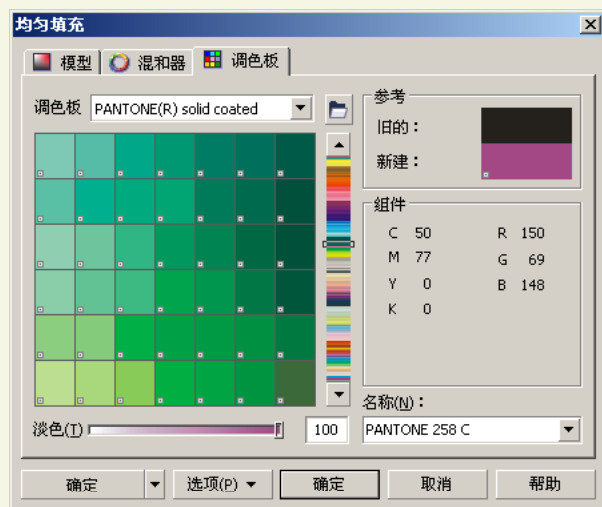 均匀填充
模型 混和器 调色板
调色板 PANTONE(R) solid coated
参考
旧的：
新建：
组件
C 50 R 150
M 77 G 69
Y 0 B 148
K 0
名称(N)：
淡色(T) 100 PANTONE 258 C
确定 选项(P) 确定 取消 帮助